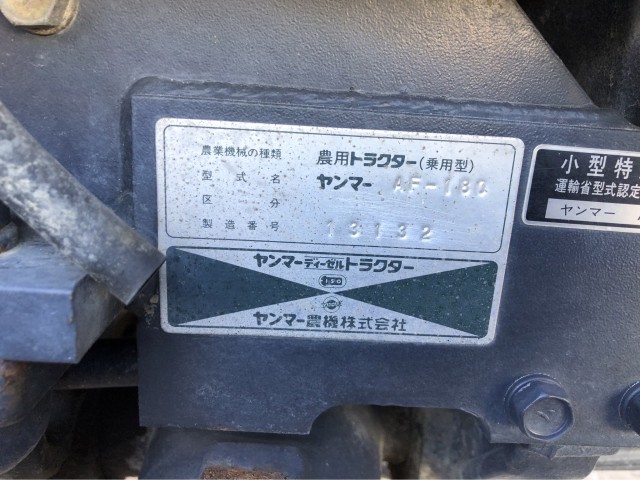 農業機械の種類 農用トラクター(乗用型)
型式名 ヤンマー AF-180
区分
製造番号 13132
ヤンマーディーゼルトラクター
ヤンマー農機株式会社
小型特
運輸省型式認定
ヤンマー